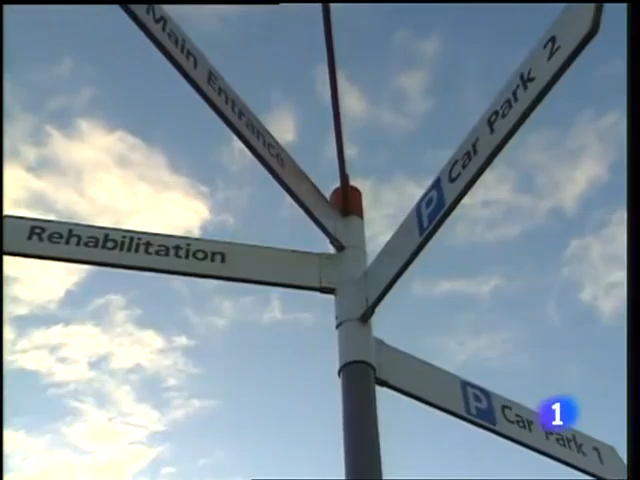 Main Entrance
P Car Park 2
Rehabilitation
P Car Park 1
1